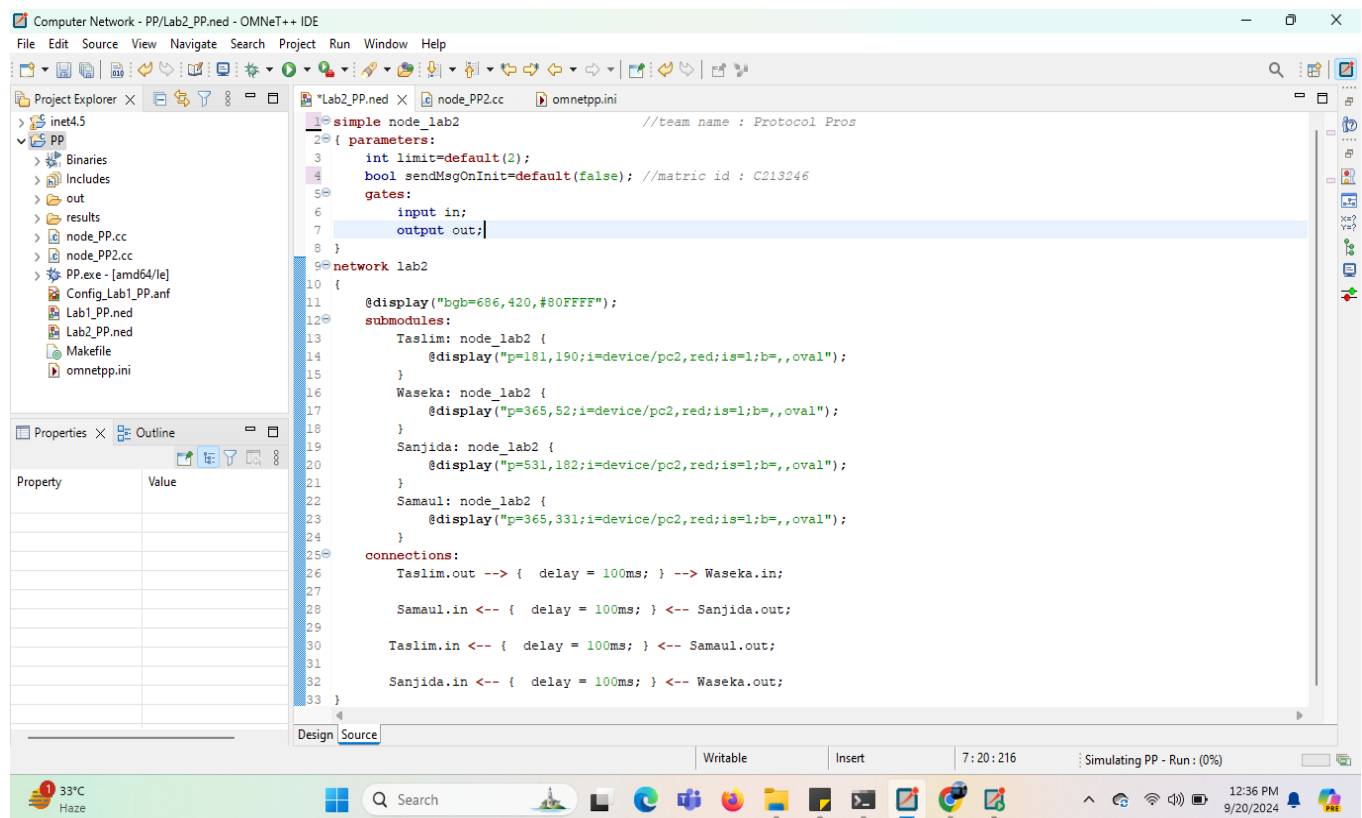 Computer Network - PP/Lab2_PP.ned - OMNeT++ IDE
File Edit Source View Navigate Search Project Run Window Help
Project Explorer
inet4.5
PP
Binaries
Includes
out
results
node_PP.cc
node_PP2.cc
PP.exe - [amd64/le]
Config_Lab1_PP.anf
Lab1_PP.ned
Lab2_PP.ned
Makefile
omnetpp.ini
Properties Outline
Property Value
*Lab2_PP.ned node_PP2.cc omnetpp.ini
1 simple node_lab2 //team name : Protocol Pros
2 { parameters:
3 int limit=default(2);
4 bool sendMsgOnInit=default(false); //matric id : C213246
5 gates:
6 input in;
7 output out;
8 }
9 network lab2
10 {
11 @display("bgb=686,420,#80FFFF");
12 submodules:
13 Taslim: node_lab2 {
14 @display("p=181,190;i=device/pc2,red;is=l;b=,,oval");
15 }
16 Waseka: node_lab2 {
17 @display("p=365,52;i=device/pc2,red;is=l;b=,,oval");
18 }
19 Sanjida: node_lab2 {
20 @display("p=531,182;i=device/pc2,red;is=l;b=,,oval");
21 }
22 Samaul: node_lab2 {
23 @display("p=365,331;i=device/pc2,red;is=l;b=,,oval");
24 }
25 connections:
26 Taslim.out --> { delay = 100ms; } --> Waseka.in;
27
28 Samaul.in <-- { delay = 100ms; } <-- Sanjida.out;
29
30 Taslim.in <-- { delay = 100ms; } <-- Samaul.out;
31
32 Sanjida.in <-- { delay = 100ms; } <-- Waseka.out;
33 }
Design Source
Writable Insert 7 : 20 : 216 Simulating PP - Run : (0%)
1
33°C
Haze
Search
12:36 PM
9/20/2024
PRE
010
X=?
Y=?